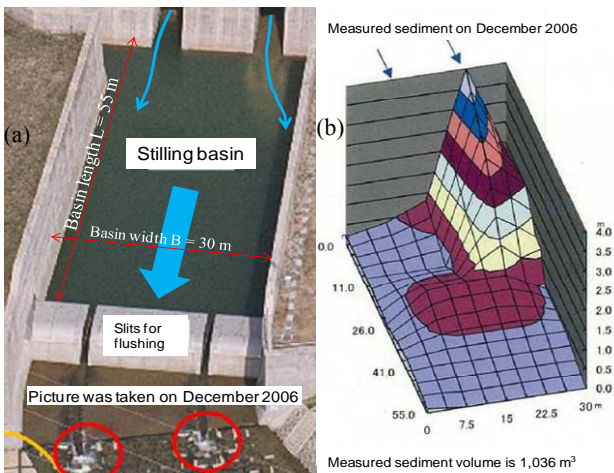 (a)
Basin length L = 55 m
Stilling basin
Basin width B = 30 m
Slits for
flushing
Picture was taken on December 2006
Measured sediment on December 2006
(b)
m
4.0
3.5
3.0
2.5
2.0
1.5
1.0
0.5
0.0
0.0 m
11.0
26.0
41.0
55.0
0
7.5
15
22.5
30 m
Measured sediment volume is 1,036 m³